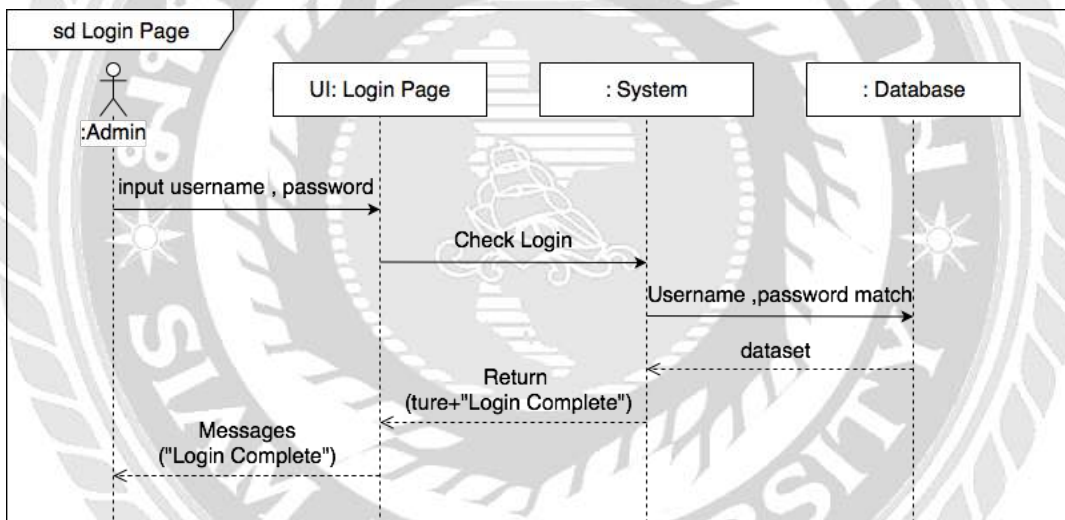 sd Login Page
UI: Login Page
: System
: Database
:Admin
input username , password
Check Login
Username ,password match
dataset
Return
(ture+"Login Complete")
Messages
("Login Complete")
SIAM